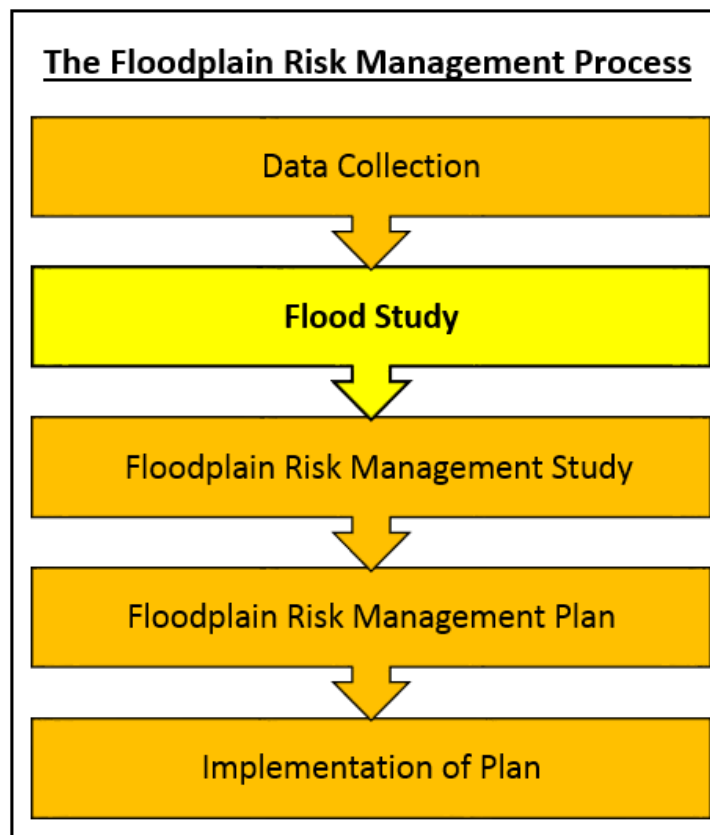 The Floodplain Risk Management Process
Data Collection
Flood Study
Floodplain Risk Management Study
Floodplain Risk Management Plan
Implementation of Plan